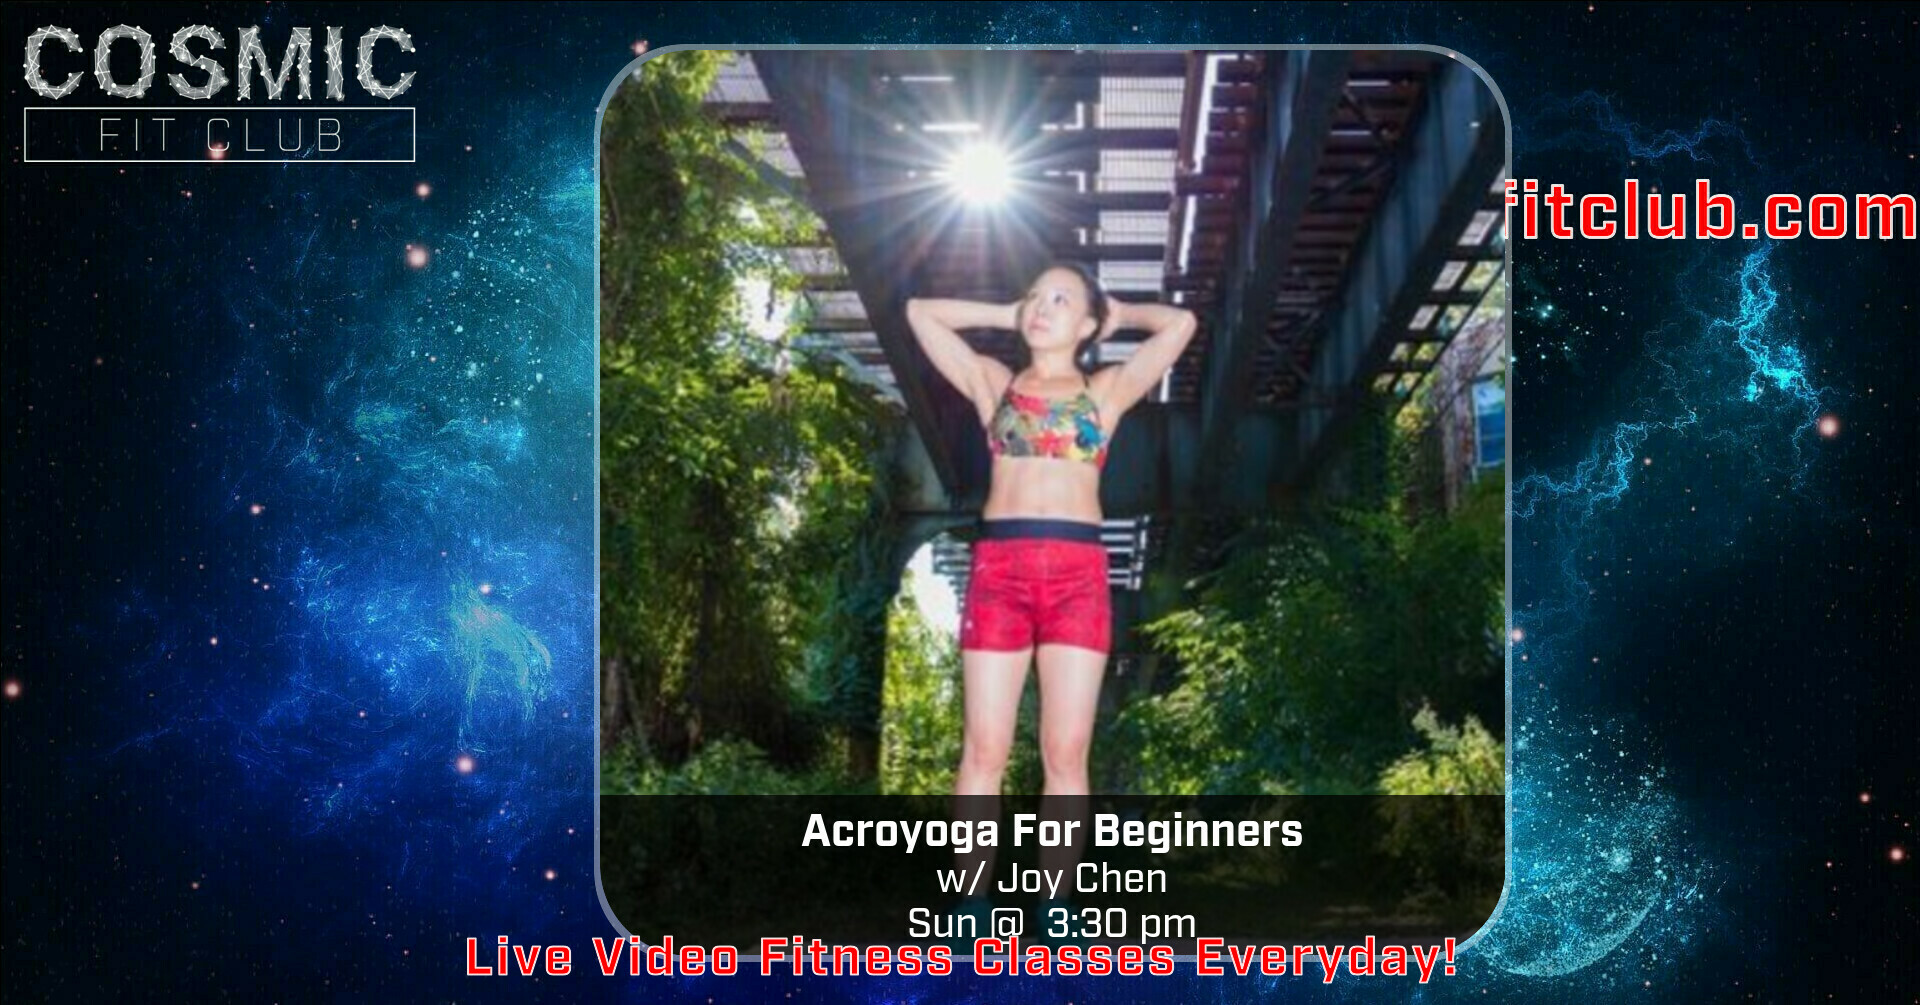 COSMIC
FIT CLUB
fitclub.com
Acroyoga For Beginners
w/ Joy Chen
Sun @ 3:30 pm
Live Video Fitness Classes Everyday!